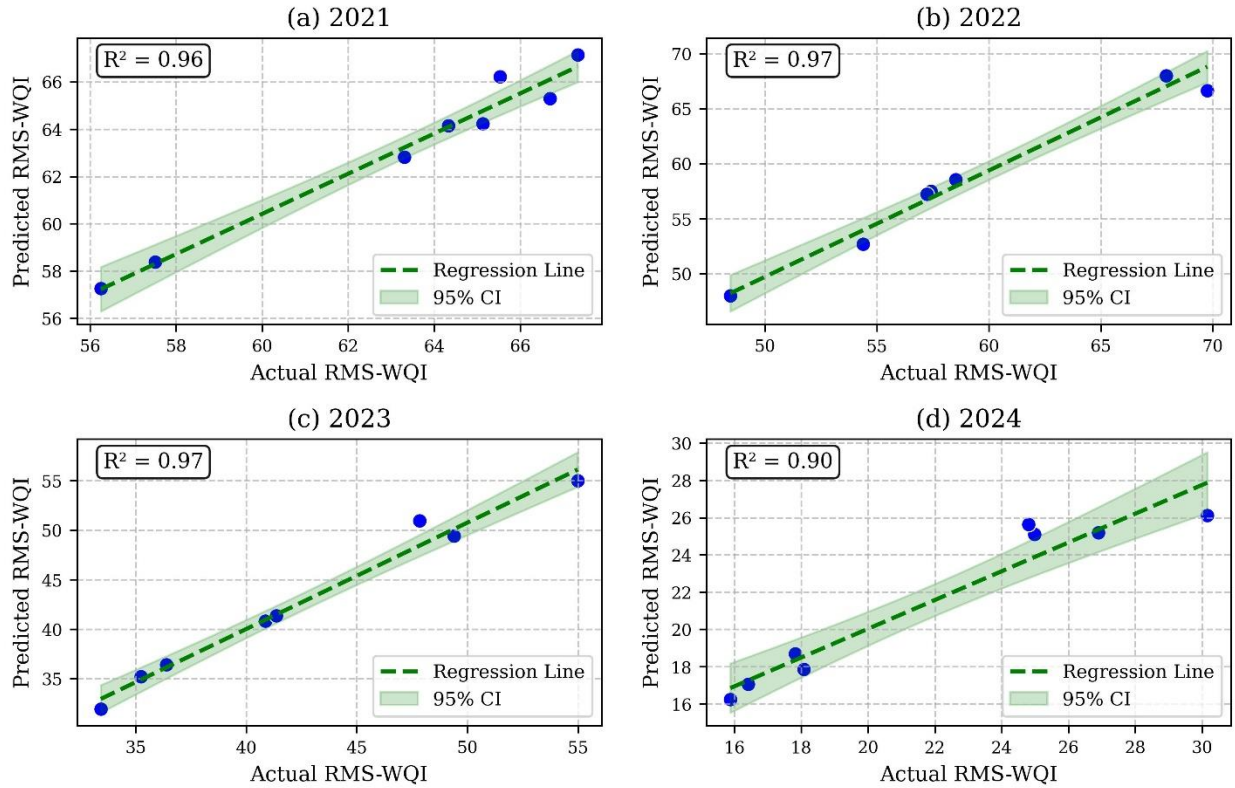 (a) 2021
R² = 0.96
Predicted RMS-WQI
66
64
62
60
58
56
Regression Line
95% CI
56 58 60 62 64 66
Actual RMS-WQI
(b) 2022
R² = 0.97
Predicted RMS-WQI
70
65
60
55
50
Regression Line
95% CI
50 55 60 65 70
Actual RMS-WQI
(c) 2023
R² = 0.97
Predicted RMS-WQI
55
50
45
40
35
Regression Line
95% CI
35 40 45 50 55
Actual RMS-WQI
(d) 2024
R² = 0.90
Predicted RMS-WQI
30
28
26
24
22
20
18
16
Regression Line
95% CI
16 18 20 22 24 26 28 30
Actual RMS-WQI